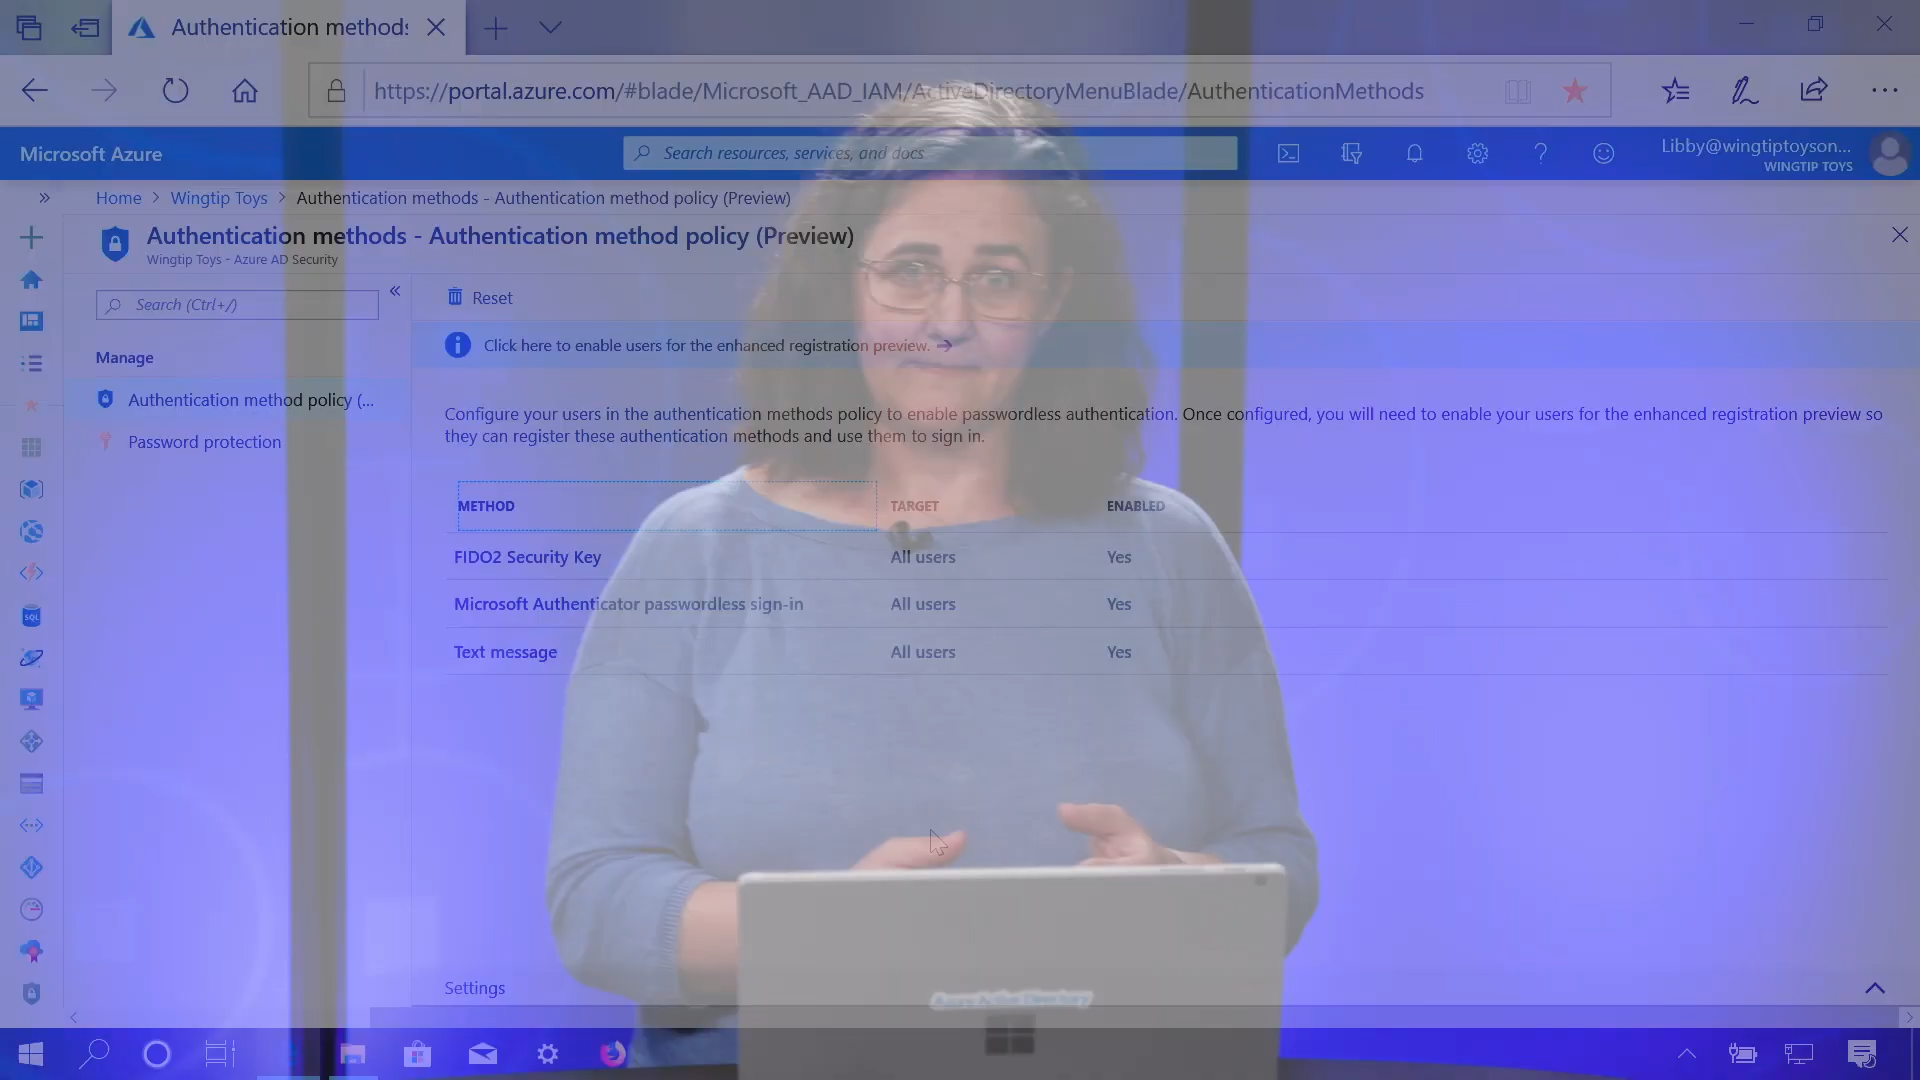 Authentication method:
https://portal.azure.com/#blade/Microsoft_AAD_IAM/ActiveDirectoryMenuBlade/AuthenticationMethods
Microsoft Azure
Search resources, services, and docs
Libby@wingtiptoyson...
WINGTIP TOYS
Home > Wingtip Toys > Authentication methods - Authentication method policy (Preview)
Authentication methods - Authentication method policy (Preview)
Wingtip Toys - Azure AD Security
Search (Ctrl+/)
Reset
Manage
Click here to enable users for the enhanced registration preview.
Authentication method policy (...
Password protection
Configure your users in the authentication methods policy to enable passwordless authentication. Once configured, you will need to enable your users for the enhanced registration preview so
they can register these authentication methods and use them to sign in.
METHOD TARGET ENABLED
FIDO2 Security Key All users Yes
Microsoft Authenticator passwordless sign-in All users Yes
Text message All users Yes
Settings
Azure Active Directory